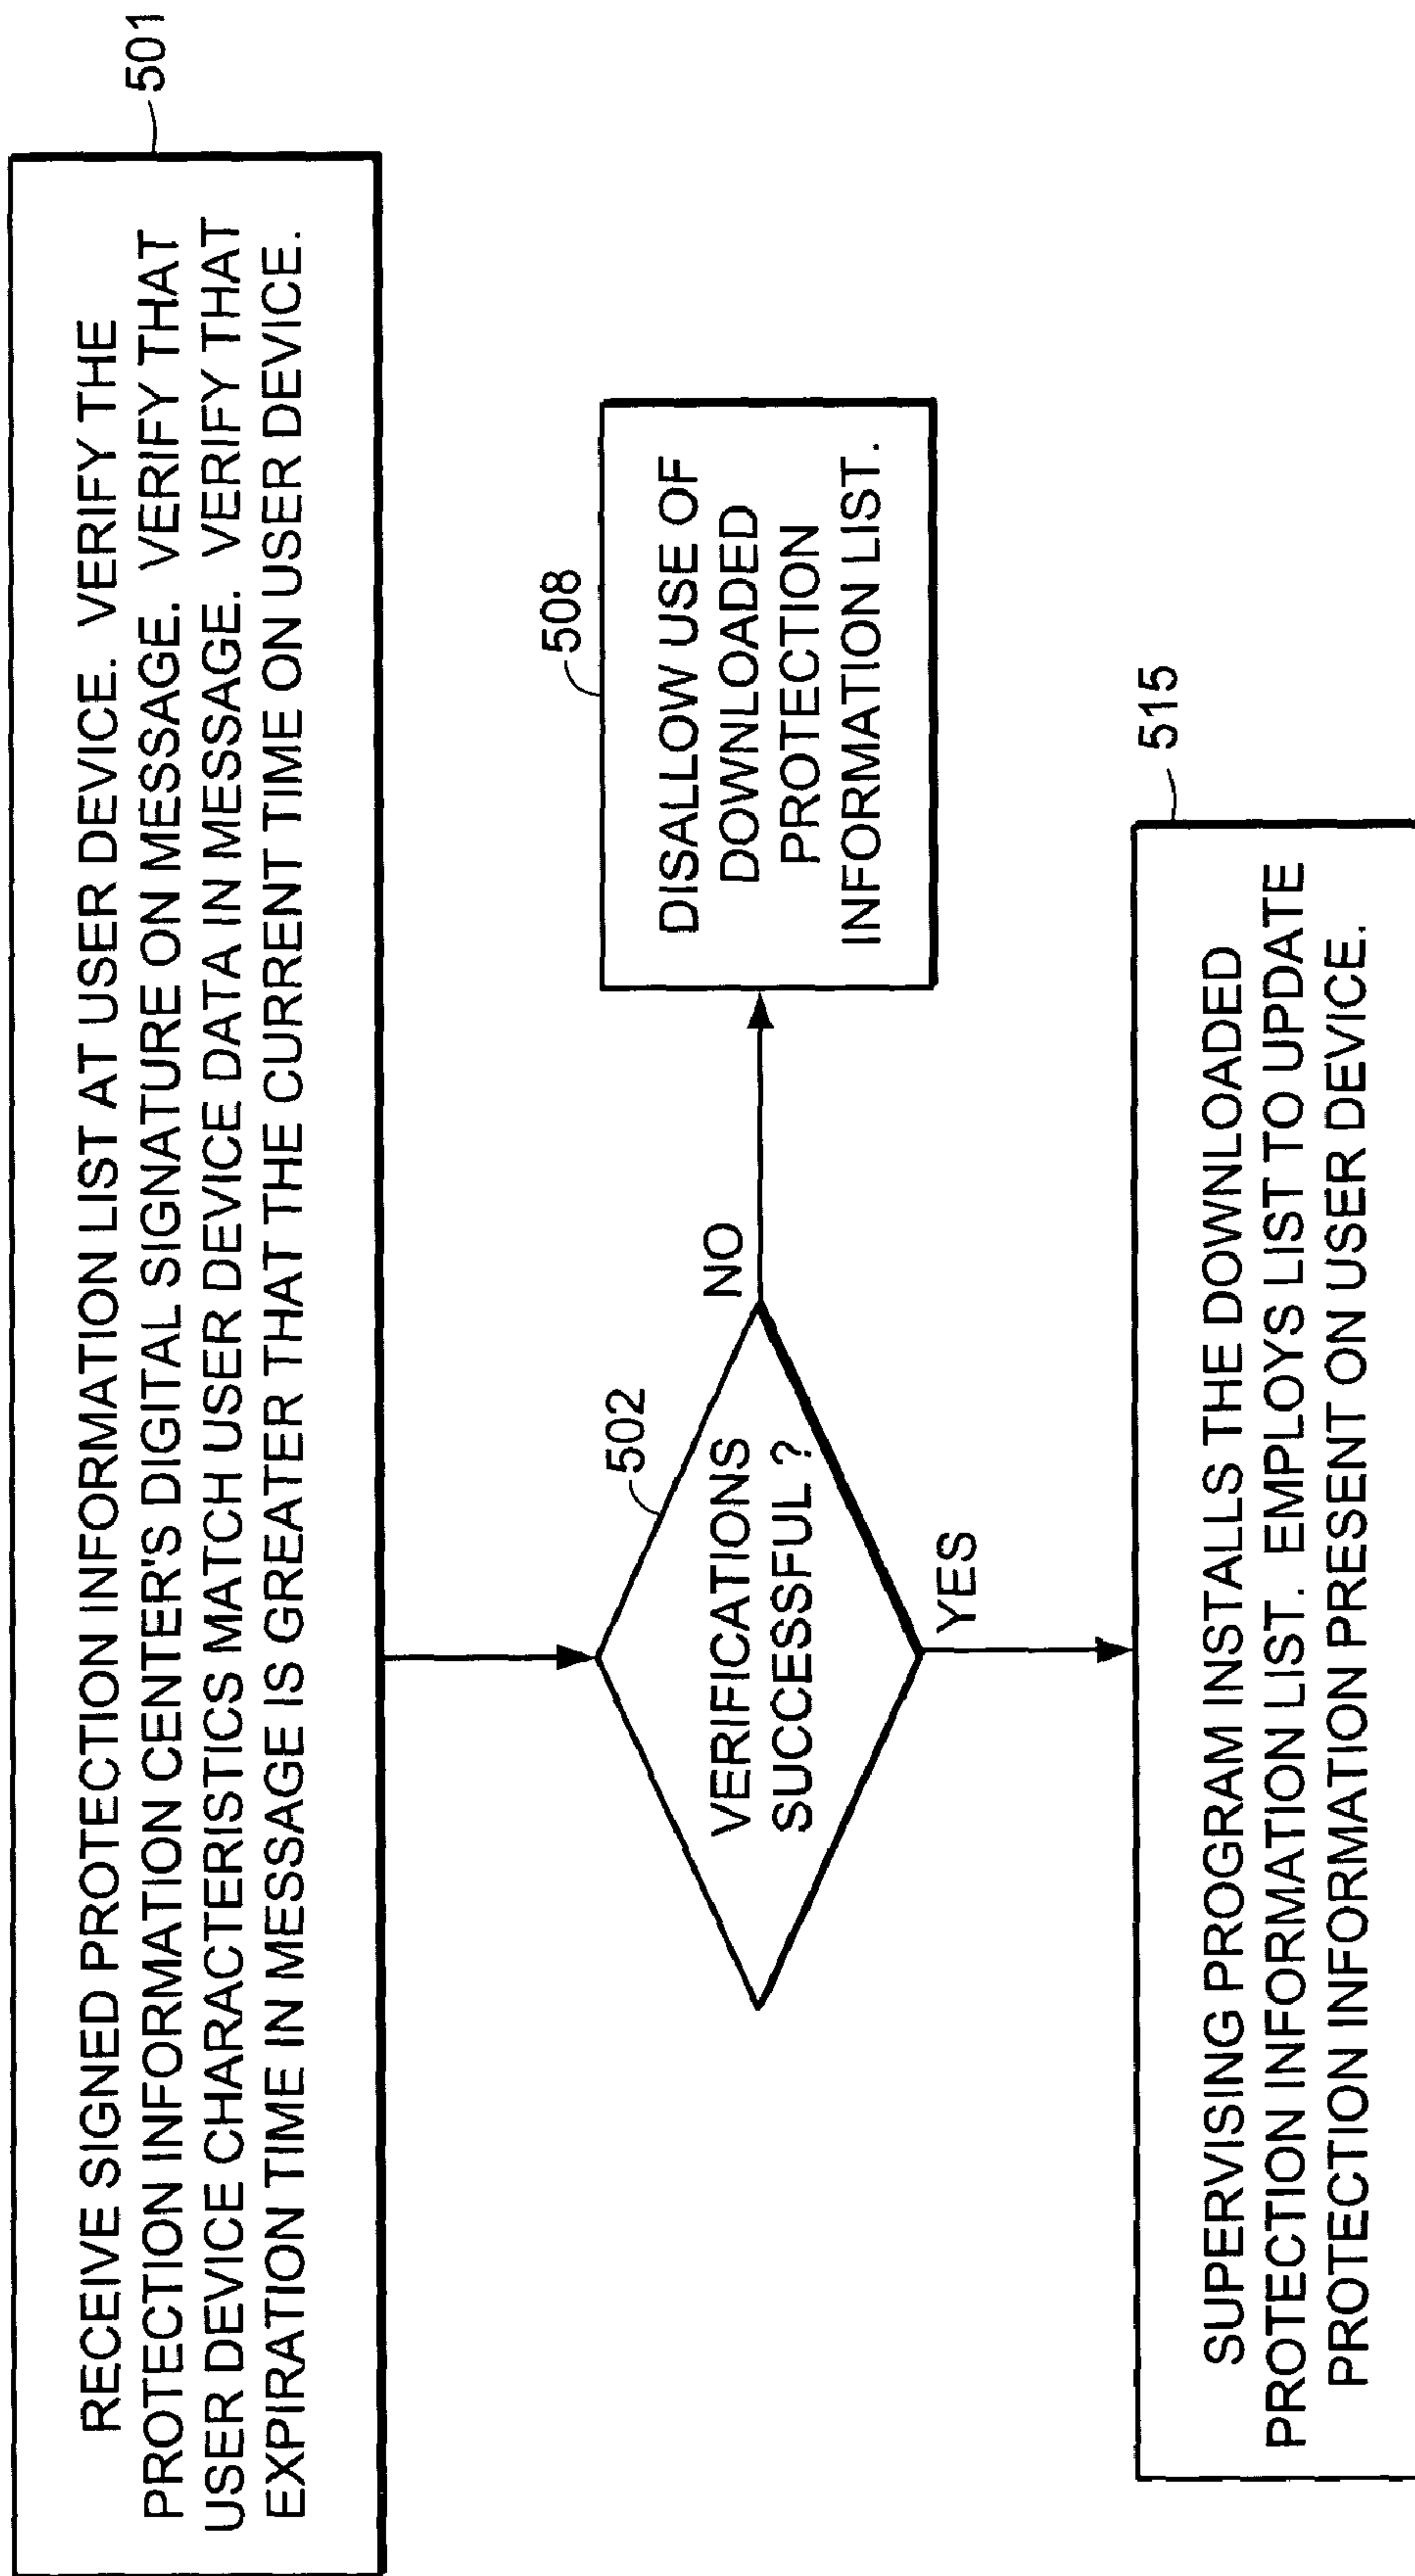 501
RECEIVE SIGNED PROTECTION INFORMATION LIST AT USER DEVICE. VERIFY THE
PROTECTION INFORMATION CENTER'S DIGITAL SIGNATURE ON MESSAGE. VERIFY THAT
USER DEVICE CHARACTERISTICS MATCH USER DEVICE DATA IN MESSAGE. VERIFY THAT
EXPIRATION TIME IN MESSAGE IS GREATER THAT THE CURRENT TIME ON USER DEVICE.
502
VERIFICATIONS
SUCCESSFUL ?
NO
508
DISALLOW USE OF
DOWNLOADED
PROTECTION
INFORMATION LIST.
YES
515
SUPERVISING PROGRAM INSTALLS THE DOWNLOADED
PROTECTION INFORMATION LIST. EMPLOYS LIST TO UPDATE
PROTECTION INFORMATION PRESENT ON USER DEVICE.